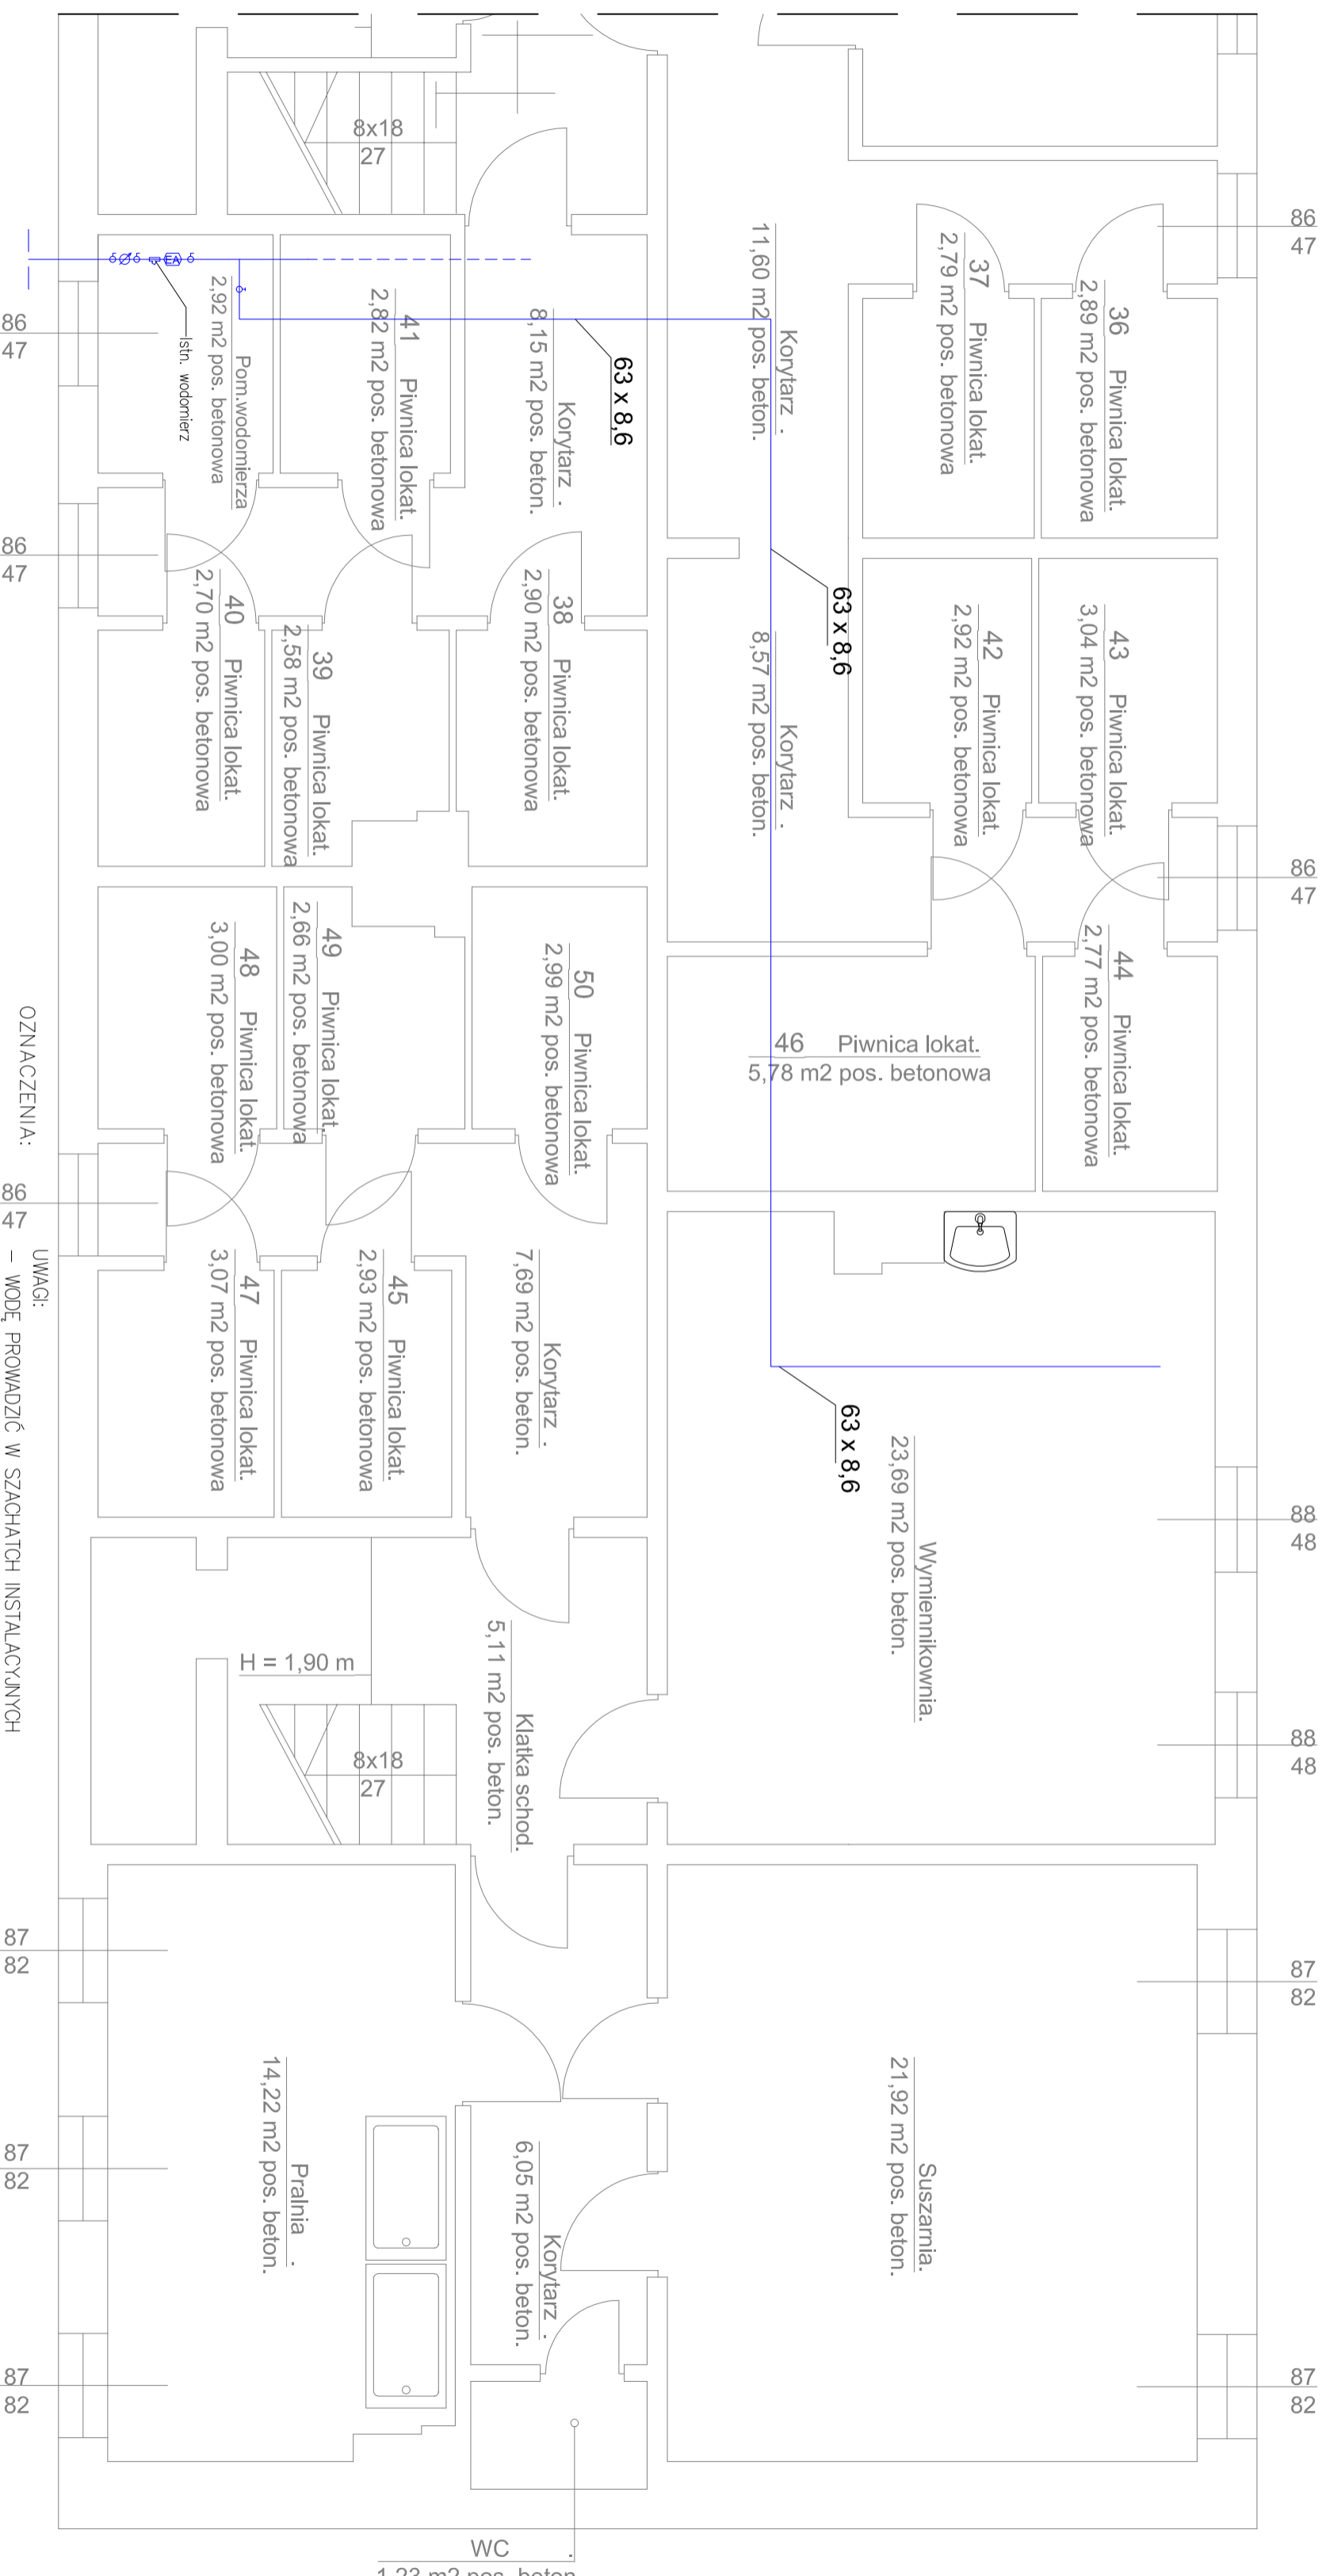 8x18
27
86
47
11,60 m2 pos. beton.
Korytarz .
37 Piwnica lokat.
2,79 m2 pos. betonowa
36 Piwnica lokat.
2,89 m2 pos. betonowa
86
47
Istn. wodomierz
EA
Pom.wodomierza
2,92 m2 pos. betonowa
41 Piwnica lokat.
2,82 m2 pos. betonowa
Korytarz .
8,15 m2 pos. beton.
63 x 8,6
86
47
40 Piwnica lokat.
2,70 m2 pos. betonowa
39 Piwnica lokat.
2,58 m2 pos. betonowa
38 Piwnica lokat.
2,90 m2 pos. betonowa
63 x 8,6
Korytarz .
8,57 m2 pos. beton.
42 Piwnica lokat.
2,92 m2 pos. betonowa
43 Piwnica lokat.
3,04 m2 pos. betonowa
86
47
48 Piwnica lokat.
3,00 m2 pos. betonowa
49 Piwnica lokat.
2,66 m2 pos. betonowa
50 Piwnica lokat.
2,99 m2 pos. betonowa
46 Piwnica lokat.
5,78 m2 pos. betonowa
44 Piwnica lokat.
2,77 m2 pos. betonowa
OZNACZENIA:
86
47
UWAGI:
– WODĘ PROWADZIĆ W SZACHATCH INSTALACYJNYCH
47 Piwnica lokat.
3,07 m2 pos. betonowa
45 Piwnica lokat.
2,93 m2 pos. betonowa
Korytarz .
7,69 m2 pos. beton.
63 x 8,6
Wymiennikownia.
23,69 m2 pos. beton.
88
48
H = 1,90 m
Klatka schod.
5,11 m2 pos. beton.
8x18
27
88
48
87
82
87
82
Pralnia .
14,22 m2 pos. beton.
Korytarz .
6,05 m2 pos. beton.
Suszarnia.
21,92 m2 pos. beton.
87
82
87
82
87
82
WC .
1,23 m2 pos. beton.